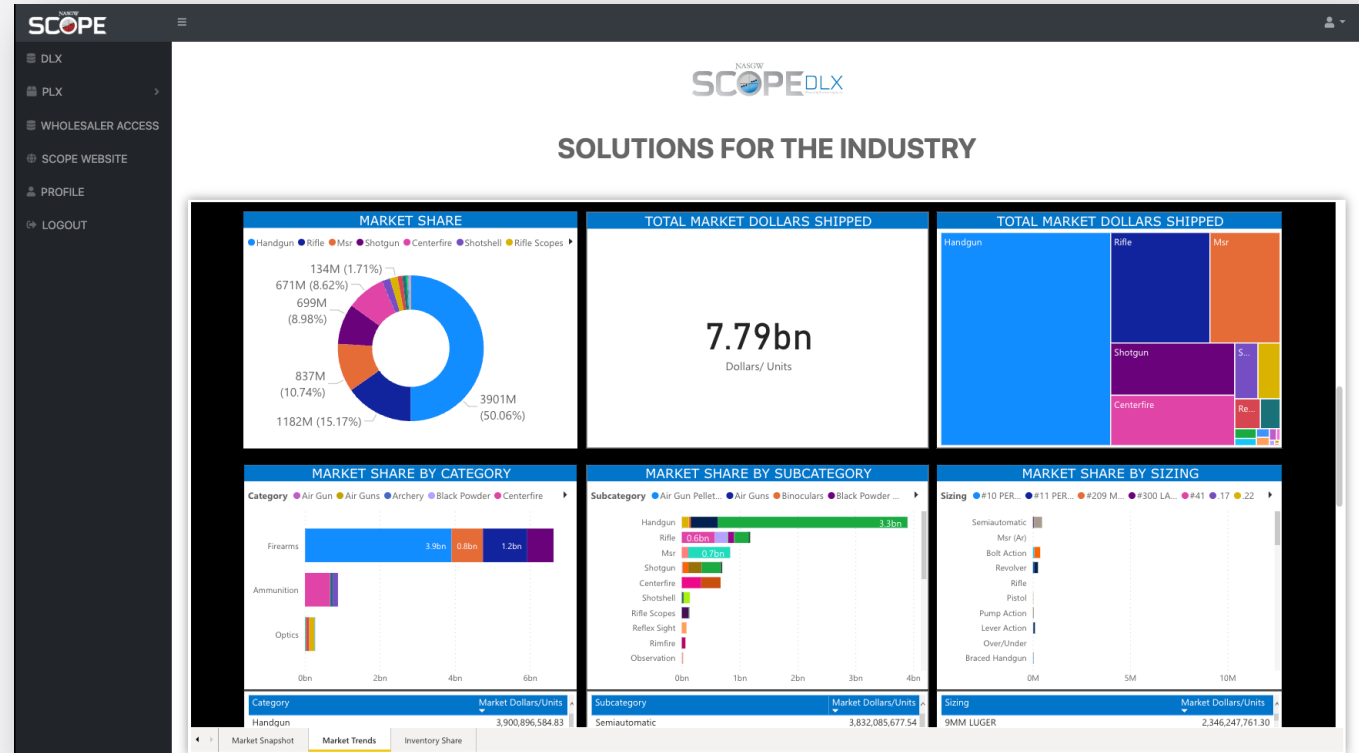 NASGW
SCOPE
DLX
PLX
WHOLESALER ACCESS
SCOPE WEBSITE
PROFILE
LOGOUT
NASGW
SCOPE DLX
SOLUTIONS FOR THE INDUSTRY
MARKET SHARE
Handgun Rifle Msr Shotgun Centerfire Shotshell Rifle Scopes
134M (1.71%)
671M (8.62%)
699M
(8.98%)
837M
(10.74%)
1182M (15.17%)
3901M
(50.06%)
TOTAL MARKET DOLLARS SHIPPED
7.79bn
Dollars/ Units
TOTAL MARKET DOLLARS SHIPPED
Handgun
Rifle
Msr
Shotgun
S...
Centerfire
Re...
MARKET SHARE BY CATEGORY
Category Air Gun Air Guns Archery Black Powder Centerfire
Firearms 3.9bn 0.8bn 1.2bn
Ammunition
Optics
0bn 2bn 4bn 6bn
Category Market Dollars/Units
Handgun 3,900,896,584.83
MARKET SHARE BY SUBCATEGORY
Subcategory Air Gun Pellet... Air Guns Binoculars Black Powder ...
Handgun 3.3bn
Rifle 0.6bn
Msr 0.7bn
Shotgun
Centerfire
Shotshell
Rifle Scopes
Reflex Sight
Rimfire
Observation
0bn 1bn 2bn 3bn 4bn
Subcategory Market Dollars/Units
Semiautomatic 3,832,085,677.54
MARKET SHARE BY SIZING
Sizing #10 PER... #11 PER... #209 M... #300 LA... #41 .17 .22
Semiautomatic
Msr (Ar)
Bolt Action
Revolver
Rifle
Pistol
Pump Action
Lever Action
Over/Under
Braced Handgun
0M 5M 10M
Sizing Market Dollars/Units
9MM LUGER 2,346,247,761.30
Market Snapshot Market Trends Inventory Share